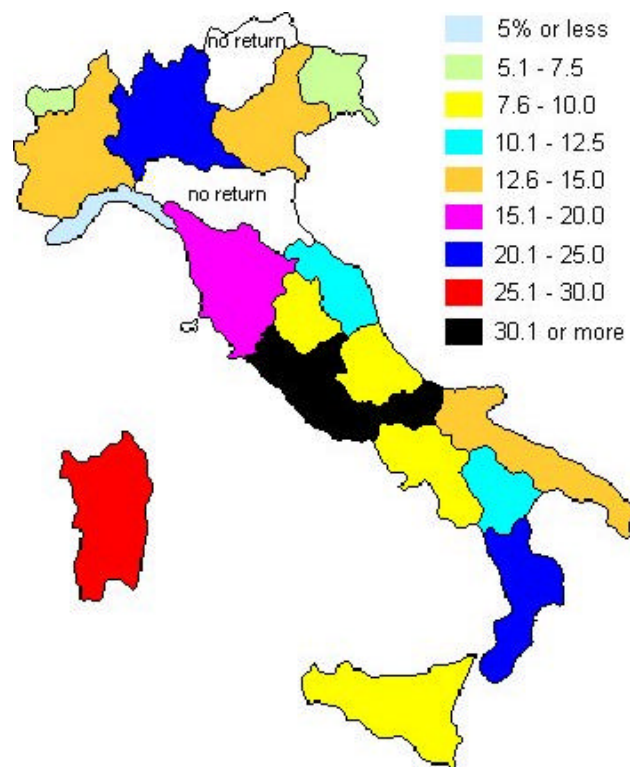 no return
no return
5% or less
5.1 - 7.5
7.6 - 10.0
10.1 - 12.5
12.6 - 15.0
15.1 - 20.0
20.1 - 25.0
25.1 - 30.0
30.1 or more